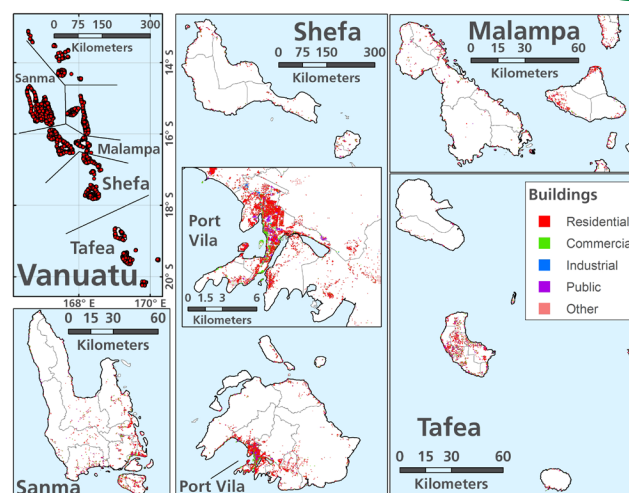 0 75 150 300
Kilometers
14° S
16° S
18° S
20° S
Sanma
Malampa
Shefa
Tafea
Vanuatu
168° E
170° E
Shefa
0 75 150 300
Kilometers
Malampa
0 15 30 60
Kilometers
Port
Vila
0 1.5 3 6
Kilometers
Buildings
Residential
Commercia
Industrial
Public
Other
0 15 30 60
Kilometers
Sanma
Port Vila
Tafea
0 15 30 60
Kilometers